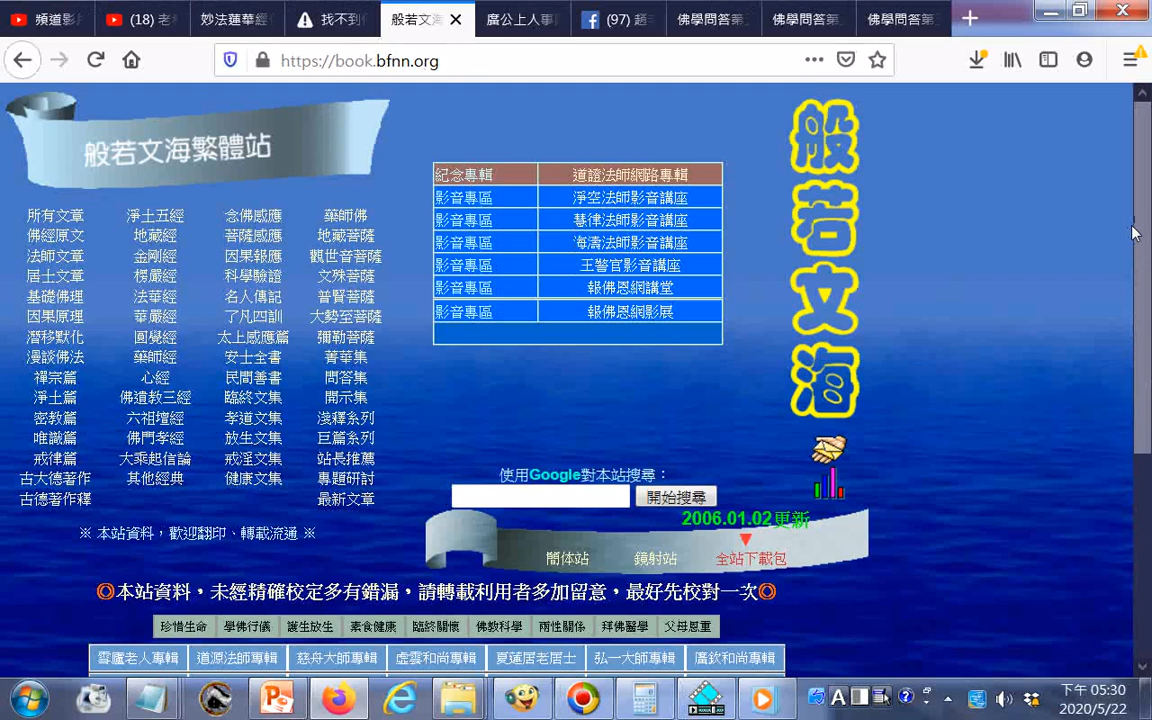 頻道影
(18) 老
妙法蓮華經
找不到
般若文海
廣公上人事
(97) 趙
佛學問答第
佛學問答第
佛學問答第
https://book.bfnn.org
般若文海繁體站
般若文海
紀念專輯 道證法師網路專輯
影音專區 淨空法師影音講座
影音專區 慧律法師影音講座
影音專區 海濤法師影音講座
影音專區 王警官影音講座
影音專區 報佛恩網講堂
影音專區 報佛恩網影展
所有文章 淨土五經 念佛感應 藥師佛
佛經原文 地藏經 菩薩感應 地藏菩薩
法師文章 金剛經 因果報應 觀世音菩薩
居士文章 楞嚴經 科學驗證 文殊菩薩
基礎佛理 法華經 名人傳記 普賢菩薩
因果原理 華嚴經 了凡四訓 大勢至菩薩
潛移默化 圓覺經 太上感應篇 彌勒菩薩
漫談佛法 藥師經 安士全書 菁華集
禪宗篇 心經 民間善書 問答集
淨土篇 佛遺教三經 臨終文集 開示集
密教篇 六祖壇經 孝道文集 淺釋系列
唯識篇 佛門孝經 放生文集 巨篇系列
戒律篇 大乘起信論 戒淫文集 站長推薦
古大德著作 其他經典 健康文集 專題研討
古德著作釋 最新文章
※ 本站資料，歡迎翻印、轉載流通 ※
使用Google對本站搜尋：
開始搜尋
2006.01.02更新
简体站 鏡射站 全站下載包
◎本站資料，未經精確校定多有錯漏，請轉載利用者多加留意，最好先校對一次◎
珍惜生命 學佛行儀 護生放生 素食健康 臨終關懷 佛教科學 兩性關係 拜佛醫學 父母恩重
雪廬老人專輯 道源法師專輯 慈舟大師專輯 虛雲和尚專輯 夏蓮居老居士 弘一大師專輯 廣欽和尚專輯
下午 05:30
2020/5/22